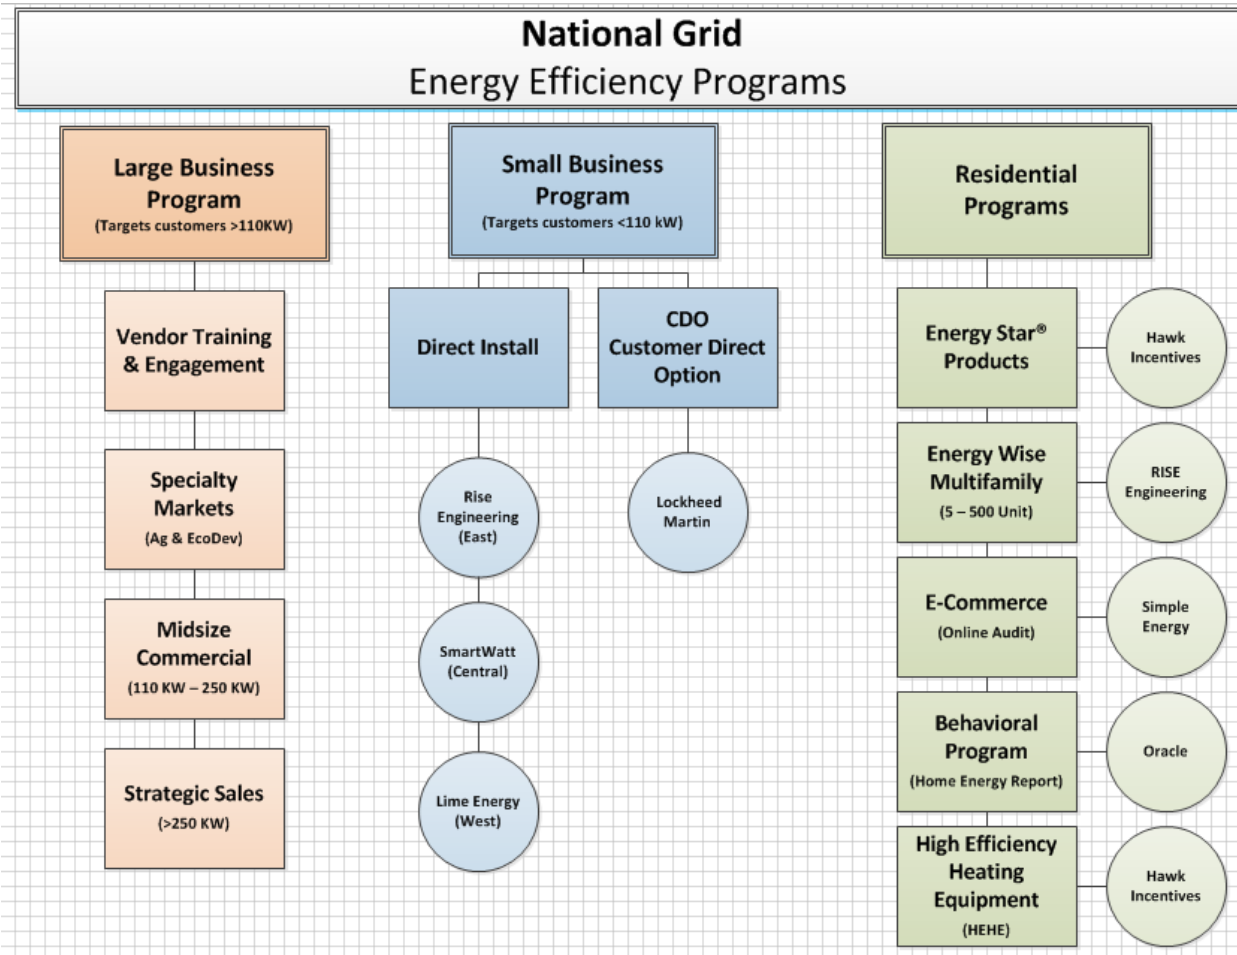 National Grid
Energy Efficiency Programs
Large Business
Program
(Targets customers >110KW)
Vendor Training
& Engagement
Specialty
Markets
(Ag & EcoDev)
Midsize
Commercial
(110 KW – 250 KW)
Strategic Sales
(>250 KW)
Small Business
Program
(Targets customers <110 kW)
Direct Install
Rise
Engineering
(East)
SmartWatt
(Central)
Lime Energy
(West)
CDO
Customer Direct
Option
Lockheed
Martin
Residential
Programs
Energy Star®
Products
Hawk
Incentives
Energy Wise
Multifamily
(5 – 500 Unit)
RISE
Engineering
E-Commerce
(Online Audit)
Simple
Energy
Behavioral
Program
(Home Energy Report)
Oracle
High Efficiency
Heating
Equipment
(HEHE)
Hawk
Incentives